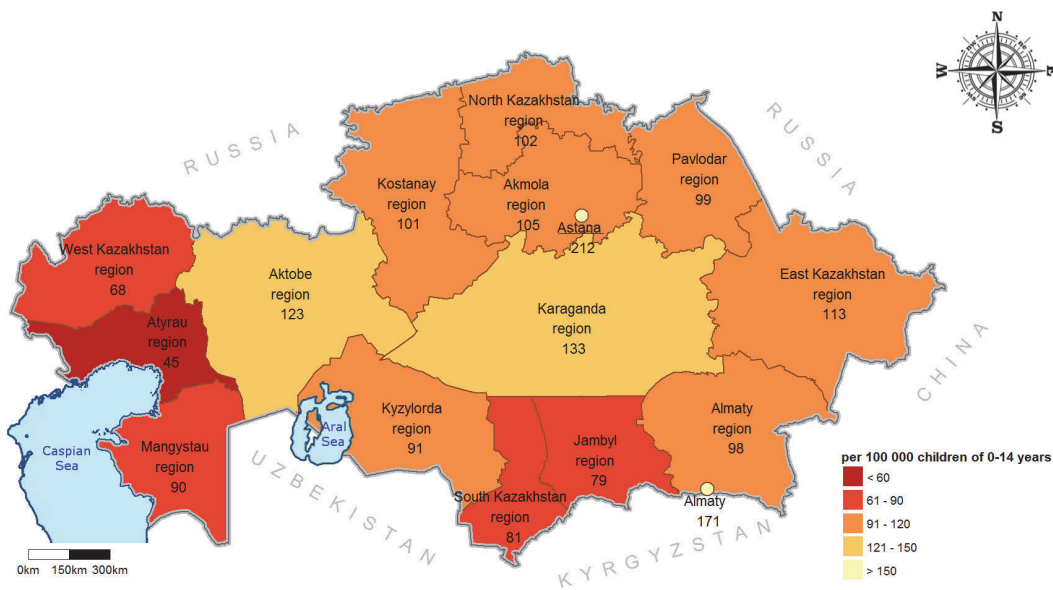 N
nw
ne
W
E
sw
se
S
RUSSIA
RUSSIA
North Kazakhstan
region
102
Pavlodar
region
99
Kostanay
region
101
Akmola
region
105
Astana
212
West Kazakhstan
region
68
Aktobe
region
123
East Kazakhstan
region
113
Karaganda
region
133
Atyrau
region
45
CHINA
Kyzylorda
region
91
Almaty
region
98
Aral
Sea
Caspian
Sea
Mangystau
region
90
Jambyl
region
79
UZBEKISTAN
South Kazakhstan
region
81
Almaty
171
KYRGYZSTAN
per 100 000 children of 0-14 years
< 60
61 - 90
91 - 120
121 - 150
> 150
0km 150km 300km